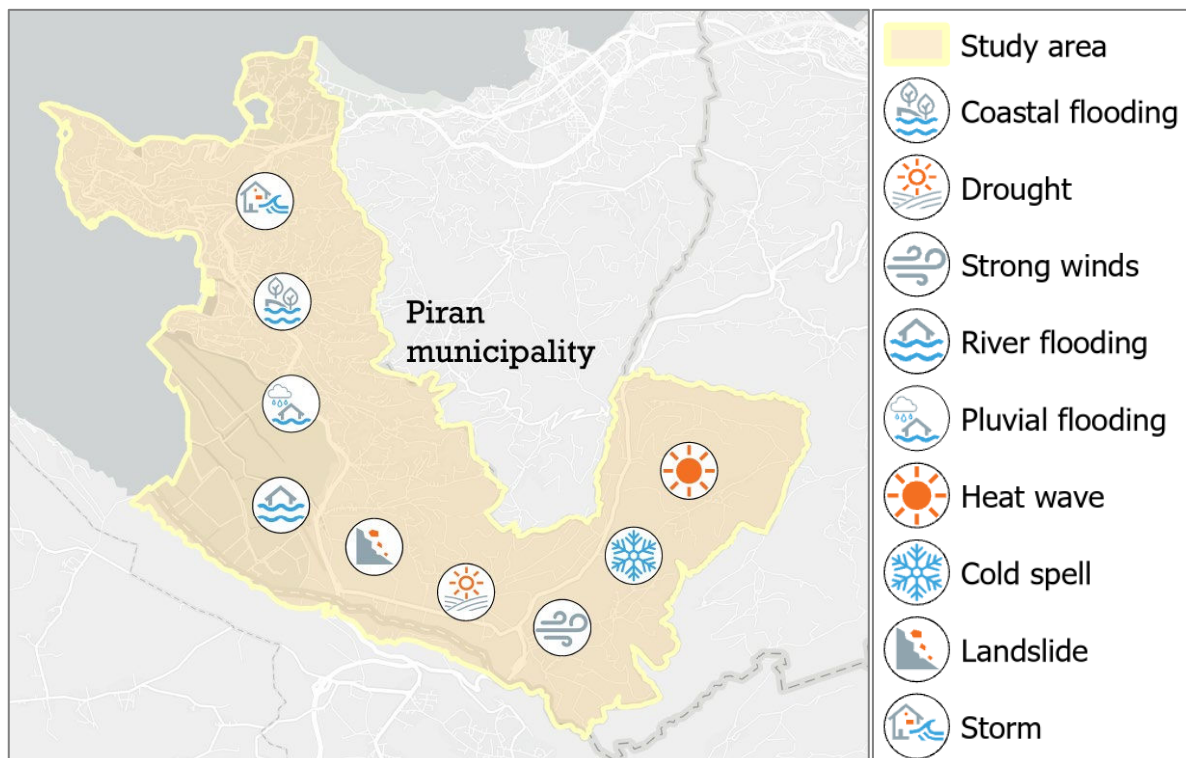 Piran
municipality
Study area
Coastal flooding
Drought
Strong winds
River flooding
Pluvial flooding
Heat wave
Cold spell
Landslide
Storm